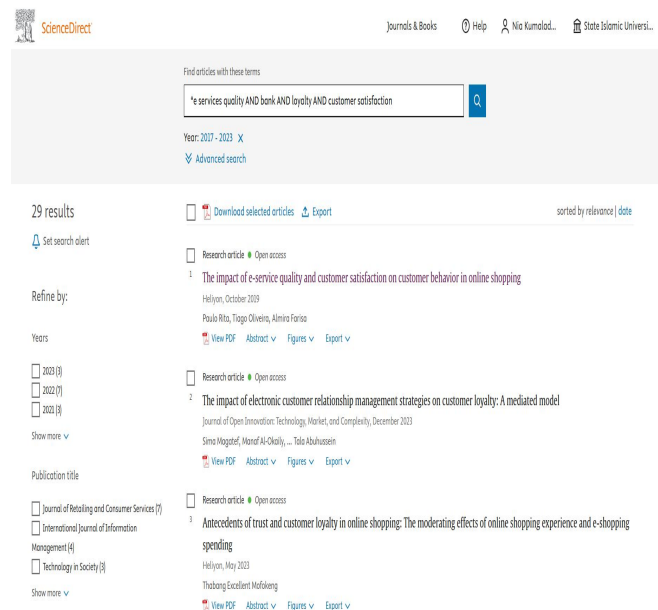 ScienceDirect
Journals & Books
Help
Nia Kumalad...
State Islamic Universi...
Find articles with these terms
"e services quality AND bank AND loyalty AND customer satisfaction
Year: 2017 - 2023 X
Advanced search
29 results
Set search alert
Refine by:
Years
2023 (3)
2022 (7)
2021 (3)
Show more
Publication title
Journal of Retailing and Consumer Services (7)
International Journal of Information
Management (4)
Technology in Society (3)
Show more
Download selected articles
Export
sorted by relevance | date
Research article
Open access
1
The impact of e-service quality and customer satisfaction on customer behavior in online shopping
Heliyon, October 2019
Paulo Rita, Tiago Oliveira, Almira Farisa
View PDF
Abstract
Figures
Export
Research article
Open access
2
The impact of electronic customer relationship management strategies on customer loyalty: A mediated model
Journal of Open Innovation: Technology, Market, and Complexity, December 2023
Sima Magatef, Manaf Al-Okaily, ... Tala Abuhussein
View PDF
Abstract
Figures
Export
Research article
Open access
3
Antecedents of trust and customer loyalty in online shopping: The moderating effects of online shopping experience and e-shopping
spending
Heliyon, May 2023
Thabang Excellent Mofokeng
View PDF
Abstract
Figures
Export